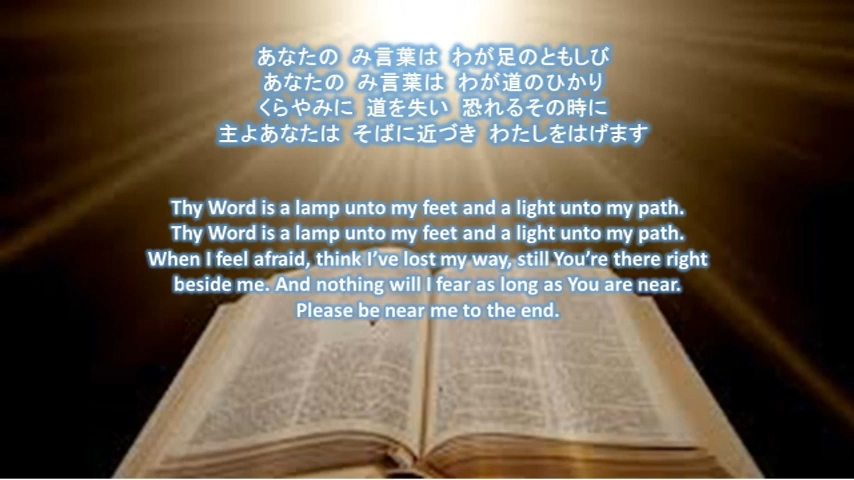 あなたの み言葉は わが足のともしび
あなたの み言葉は わが道のひかり
くらやみに 道を失い 恐れるその時に
主よあなたは そばに近づき わたしをはげます
Thy Word is a lamp unto my feet and a light unto my path.
Thy Word is a lamp unto my feet and a light unto my path.
When I feel afraid, think I’ve lost my way, still You’re there right
beside me. And nothing will I fear as long as You are near.
Please be near me to the end.